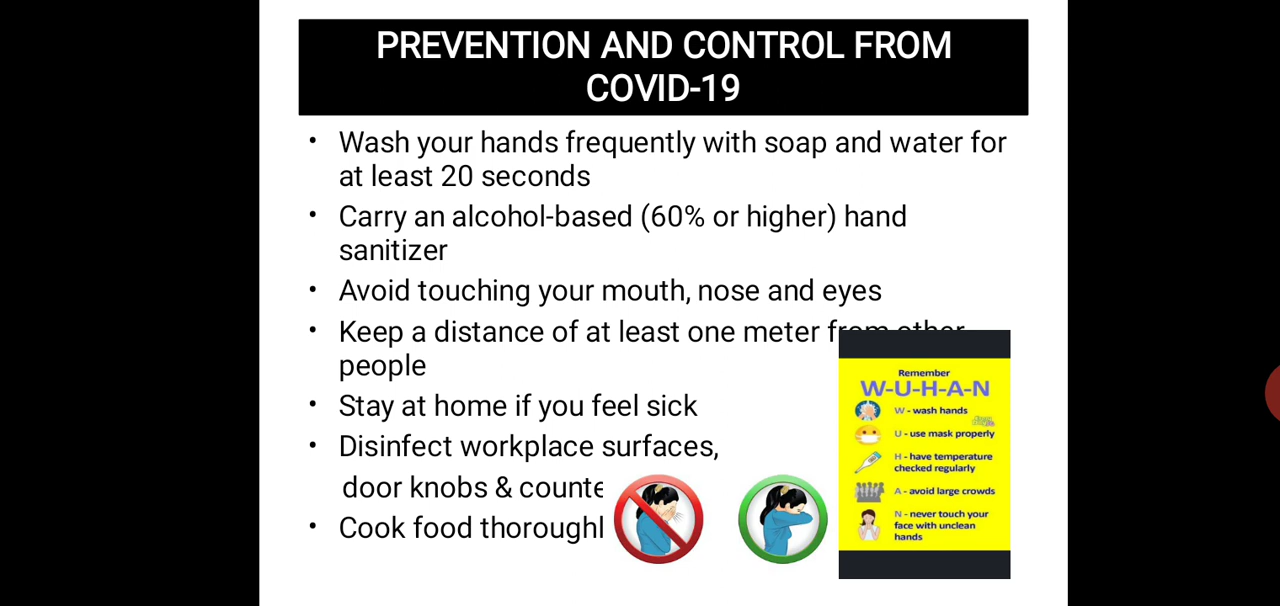 PREVENTION AND CONTROL FROM
COVID-19
• Wash your hands frequently with soap and water for
at least 20 seconds
• Carry an alcohol-based (60% or higher) hand
sanitizer
• Avoid touching your mouth, nose and eyes
• Keep a distance of at least one meter from other
people
• Stay at home if you feel sick
• Disinfect workplace surfaces,
door knobs & counte
• Cook food thoroughl
Remember
W-U-H-A-N
W - wash hands
U - use mask properly
H - have temperature
checked regularly
A - avoid large crowds
N - never touch your
face with unclean
hands